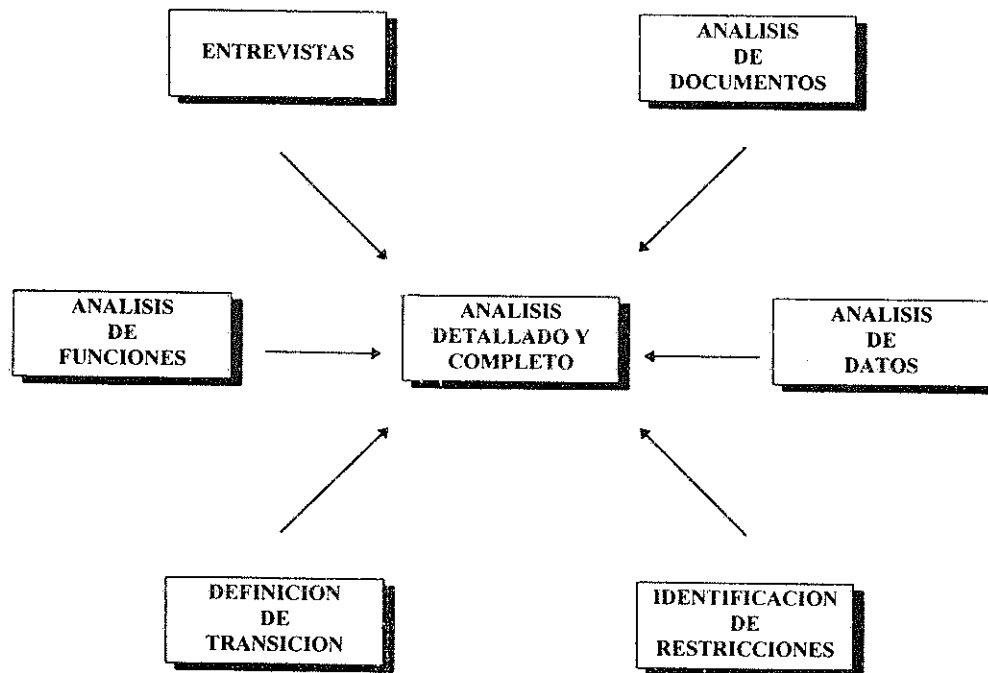 ENTREVISTAS
ANALISIS
DE
DOCUMENTOS
ANALISIS
DE
FUNCIONES
ANALISIS
DETALLADO Y
COMPLETO
ANALISIS
DE
DATOS
DEFINICION
DE
TRANSICION
IDENTIFICACION
DE
RESTRICCIONES